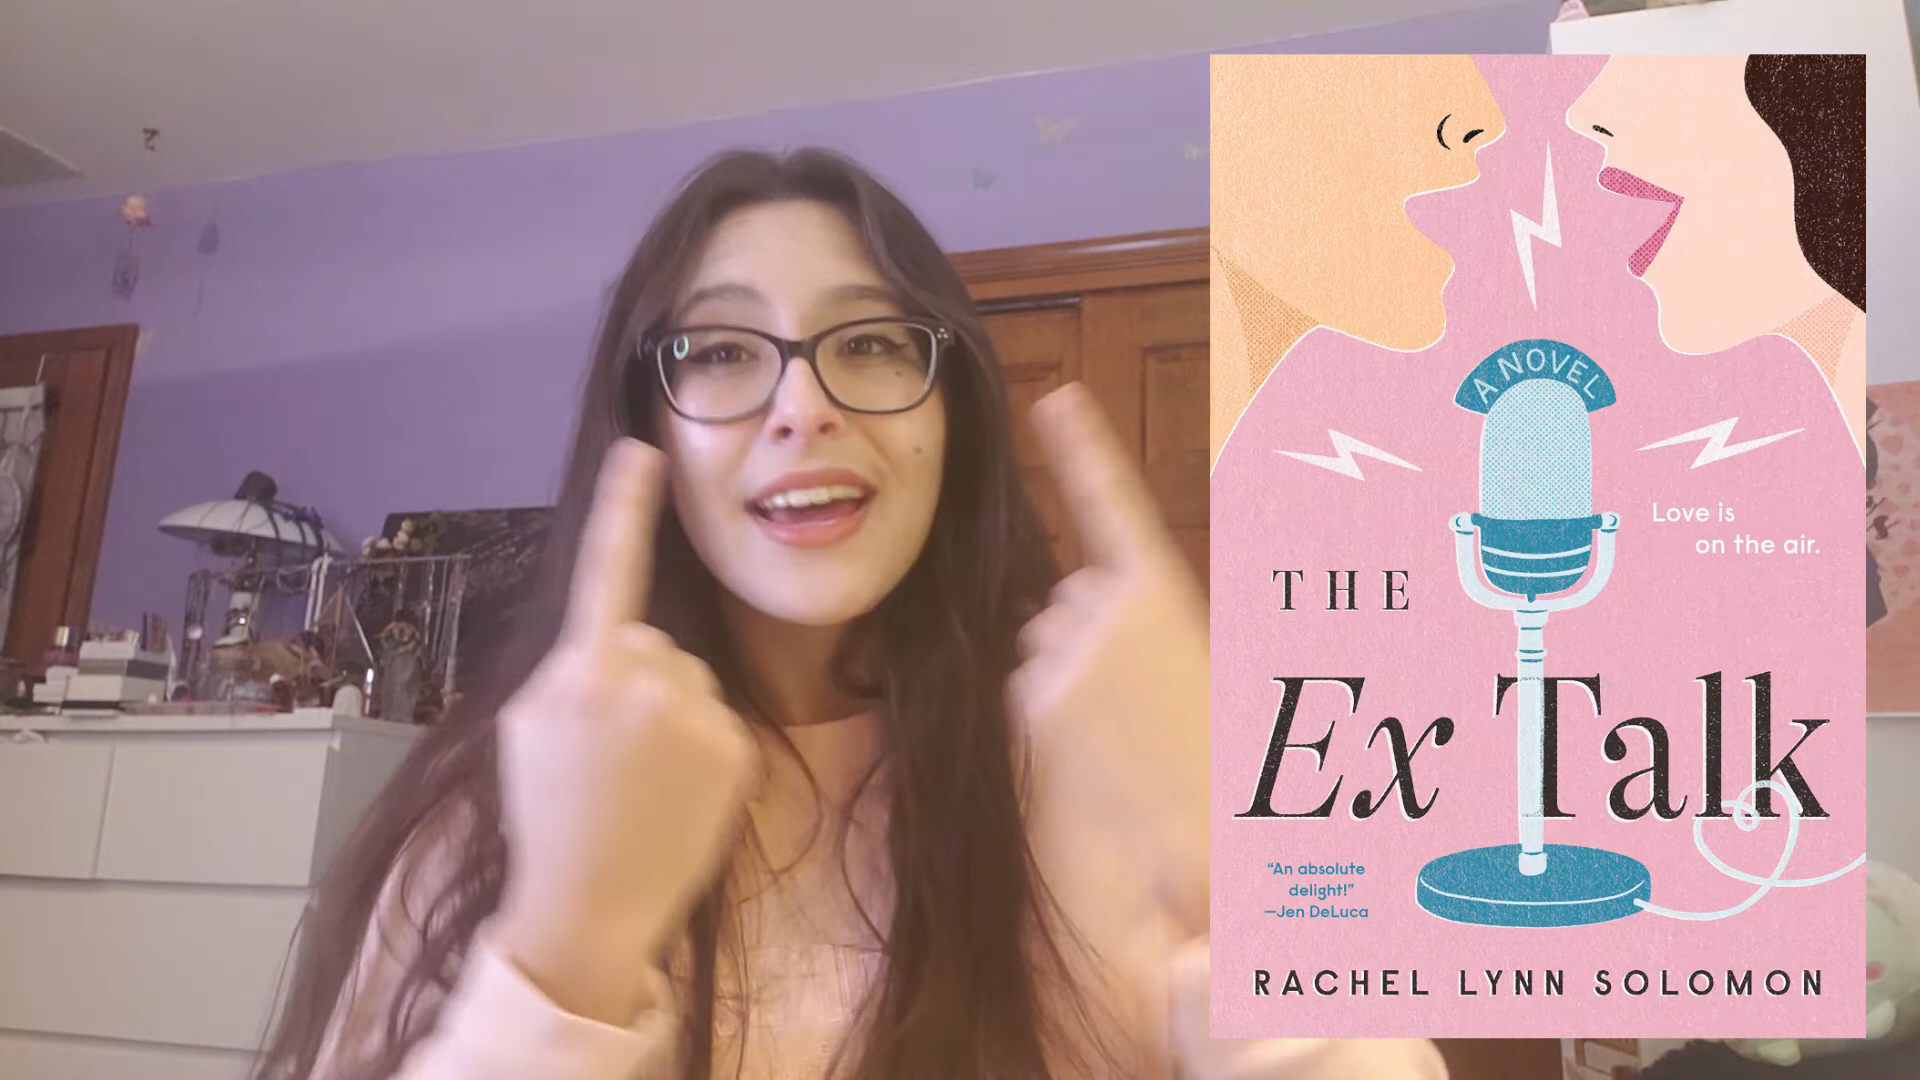 A NOVEL
Love is
on the air.
THE
Ex Talk
“An absolute
delight!”
—Jen DeLuca
RACHEL LYNN SOLOMON